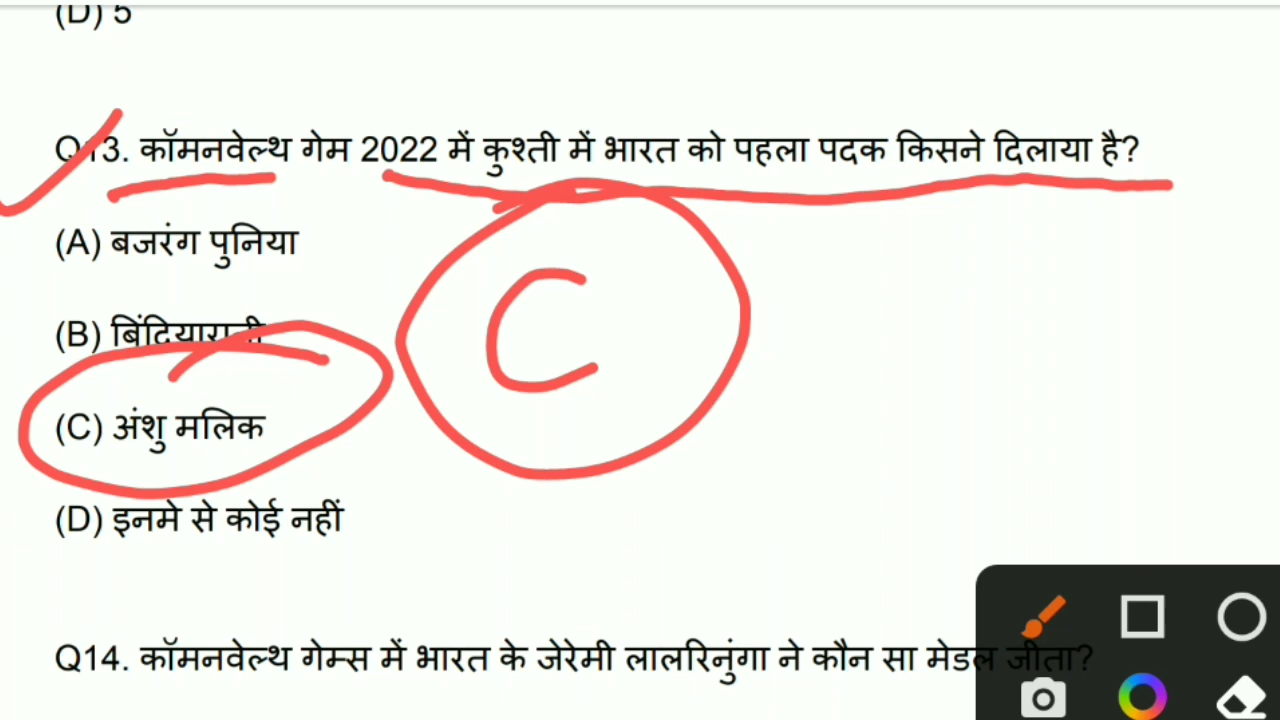 (D) 5
Q13. कॉमनवेल्थ गेम 2022 में कुश्ती में भारत को पहला पदक किसने दिलाया है?
(A) बजरंग पुनिया
(B) बिंदियारानी
C
(C) अंशु मलिक
(D) इनमे से कोई नहीं
Q14. कॉमनवेल्थ गेम्स में भारत के जेरेमी लालरिनुंगा ने कौन सा मेडल जीता?